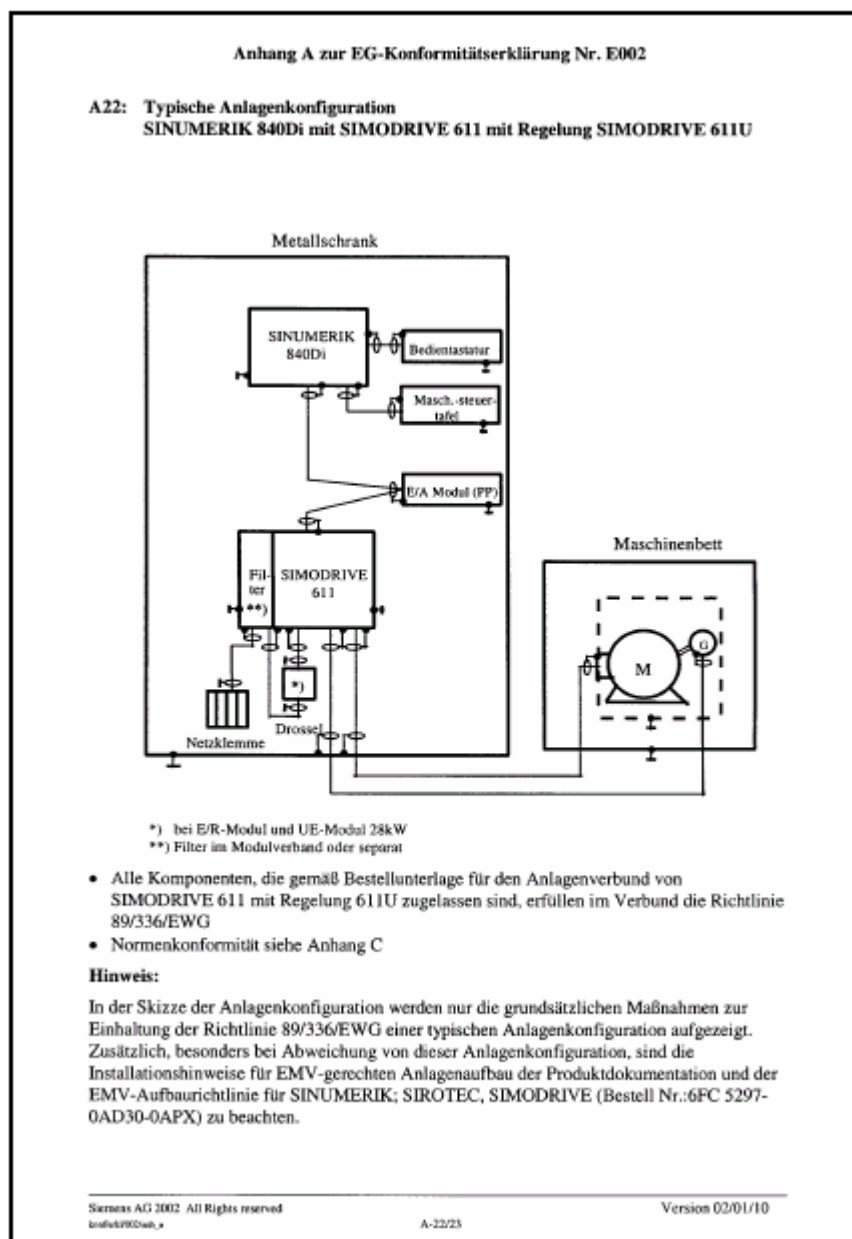 Anhang A zur EG-Konformitätserklärung Nr. E002
A22: Typische Anlagenkonfiguration
SINUMERIK 840Di mit SIMODRIVE 611 mit Regelung SIMODRIVE 611U
Metallschrank
SINUMERIK
840Di
Bedientastatur
Masch.-steuer-
tafel
E/A Modul (PP)
Fil-
ter
**)
SIMODRIVE
611
*)
Netzklemme
Drossel
Maschinenbett
M
G
*) bei E/R-Modul und UE-Modul 28kW
**) Filter im Modulverband oder separat
• Alle Komponenten, die gemäß Bestellunterlage für den Anlagenverbund von
SIMODRIVE 611 mit Regelung 611U zugelassen sind, erfüllen im Verbund die Richtlinie
89/336/EWG
• Normenkonformität siehe Anhang C
Hinweis:
In der Skizze der Anlagenkonfiguration werden nur die grundsätzlichen Maßnahmen zur
Einhaltung der Richtlinie 89/336/EWG einer typischen Anlagenkonfiguration aufgezeigt.
Zusätzlich, besonders bei Abweichung von dieser Anlagenkonfiguration, sind die
Installationshinweise für EMV-gerechten Anlagenaufbau der Produktdokumentation und der
EMV-Aufbaurichtlinie für SINUMERIK; SIROTEC, SIMODRIVE (Bestell Nr.:6FC 5297-
0AD30-0APX) zu beachten.
Siemens AG 2002 All Rights reserved
Version 02/01/10
A-22/23